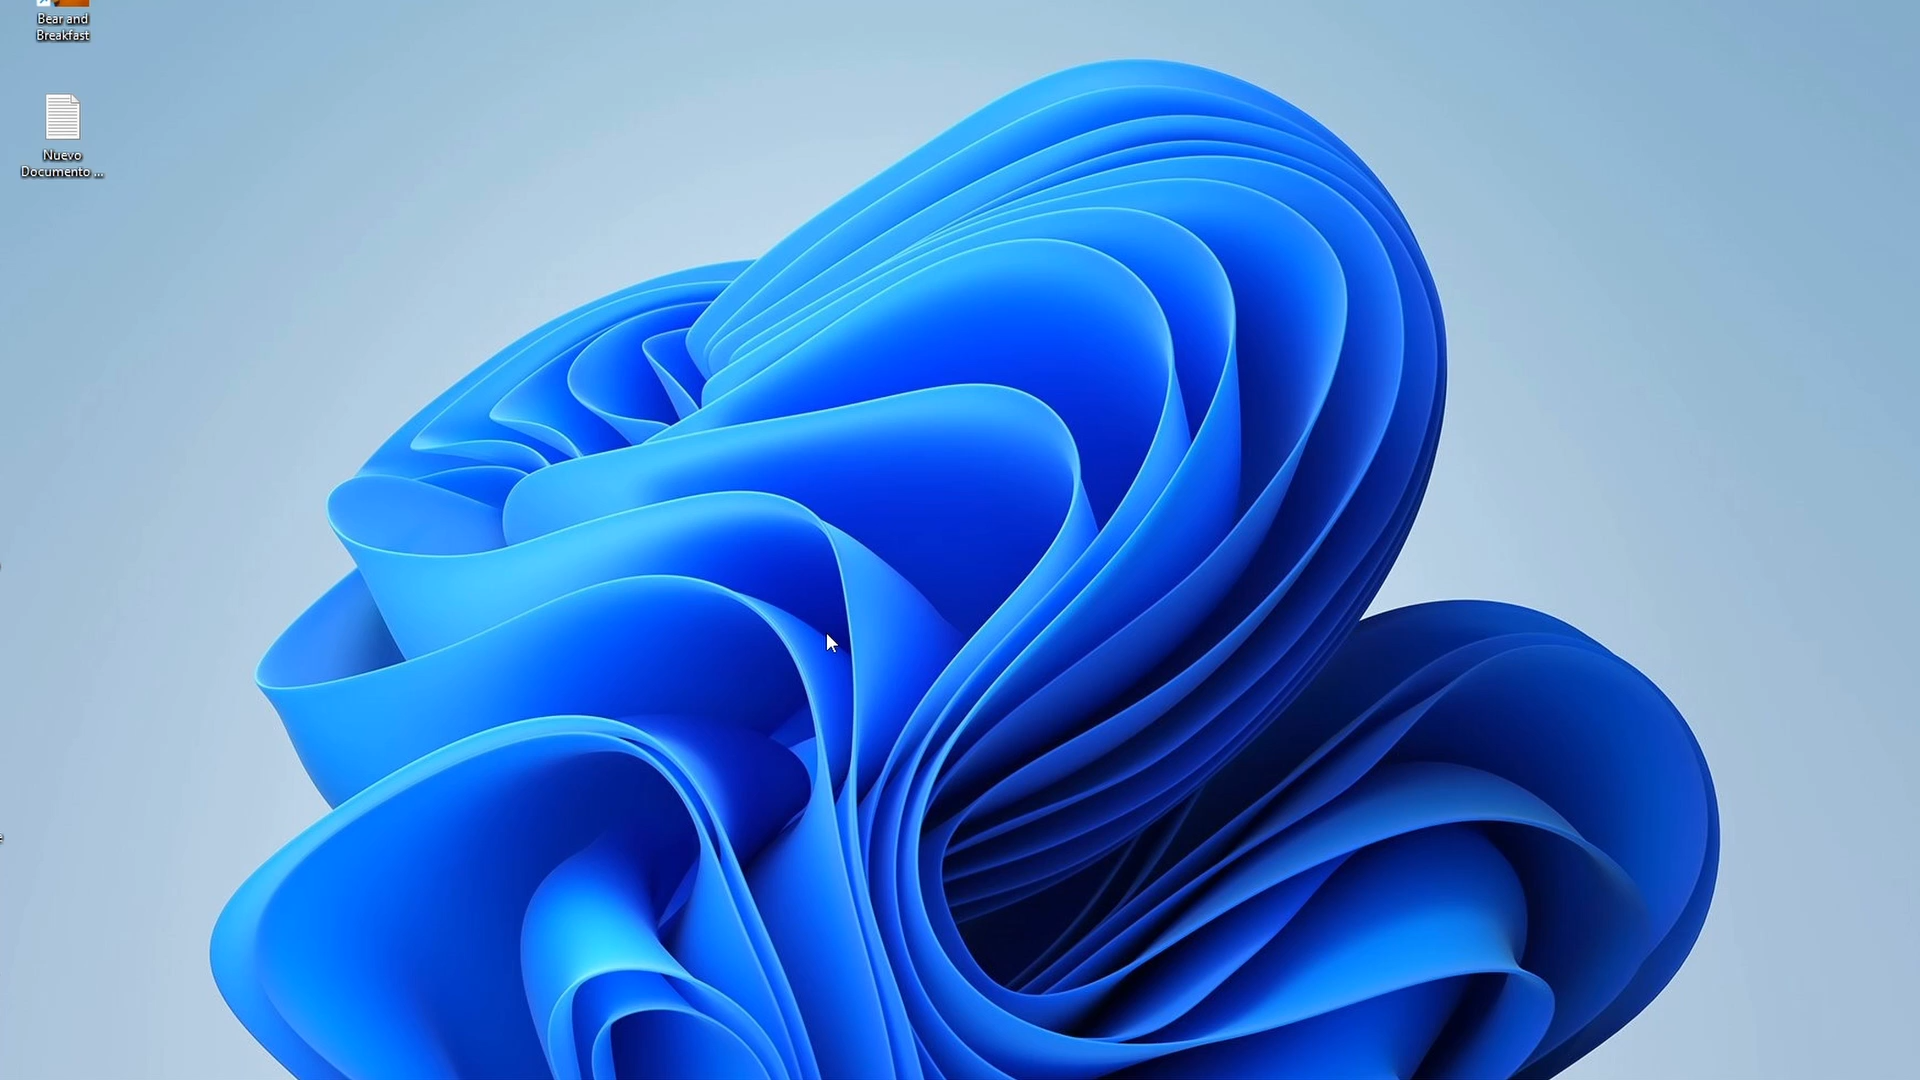 Bear and
Breakfast
Nuevo
Documento ...